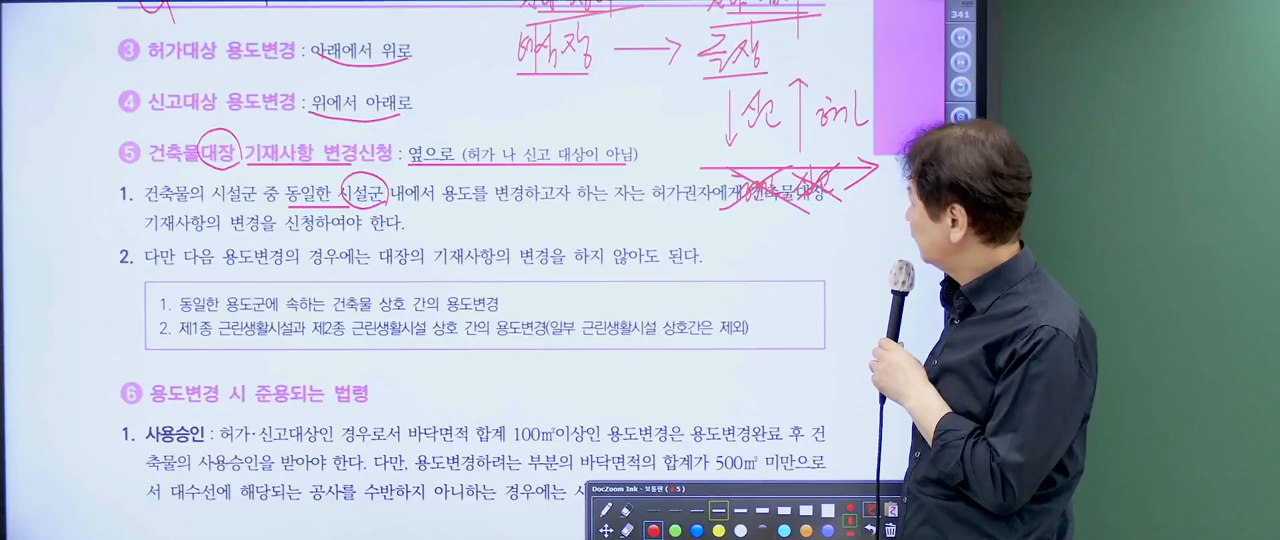 341
예식장 → 극장
❸ 허가대상 용도변경 : 아래에서 위로
❹ 신고대상 용도변경 : 위에서 아래로
신고 허가
❺ 건축물대장 기재사항 변경신청 : 옆으로 (허가 나 신고 대상이 아님)
1. 건축물의 시설군 중 동일한 시설군 내에서 용도를 변경하고자 하는 자는 허가권자에게 건축물대장
기재사항의 변경을 신청하여야 한다.
2. 다만 다음 용도변경의 경우에는 대장의 기재사항의 변경을 하지 않아도 된다.
1. 동일한 용도군에 속하는 건축물 상호 간의 용도변경
2. 제1종 근린생활시설과 제2종 근린생활시설 상호 간의 용도변경(일부 근린생활시설 상호간은 제외)
❻ 용도변경 시 준용되는 법령
1. 사용승인 : 허가·신고대상인 경우로서 바닥면적 합계 100㎡이상인 용도변경은 용도변경완료 후 건
축물의 사용승인을 받아야 한다. 다만, 용도변경하려는 부분의 바닥면적의 합계가 500㎡ 미만으로
서 대수선에 해당되는 공사를 수반하지 아니하는 경우에는
DocZoom Ink - 보통펜 ( 5)